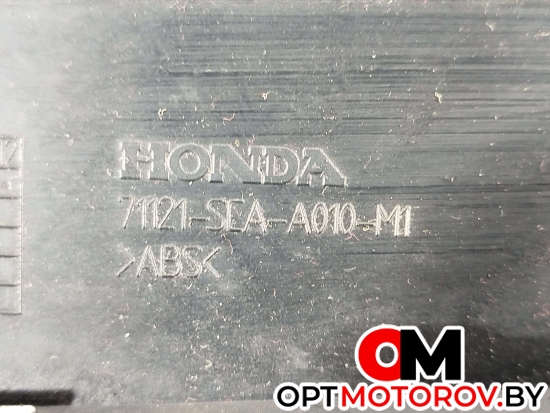 HONDA
71121-SEA-A010-M1
>ABS<
OM
OPTMOTOROV.BY